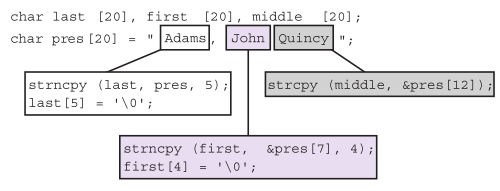 char last [20], first [20], middle [20];
char pres[20] = " Adams, John Quincy ";
strncpy (last, pres, 5);
last[5] = '\0';
strcpy (middle, &pres[12]);
strncpy (first, &pres[7], 4);
first[4] = '\0';